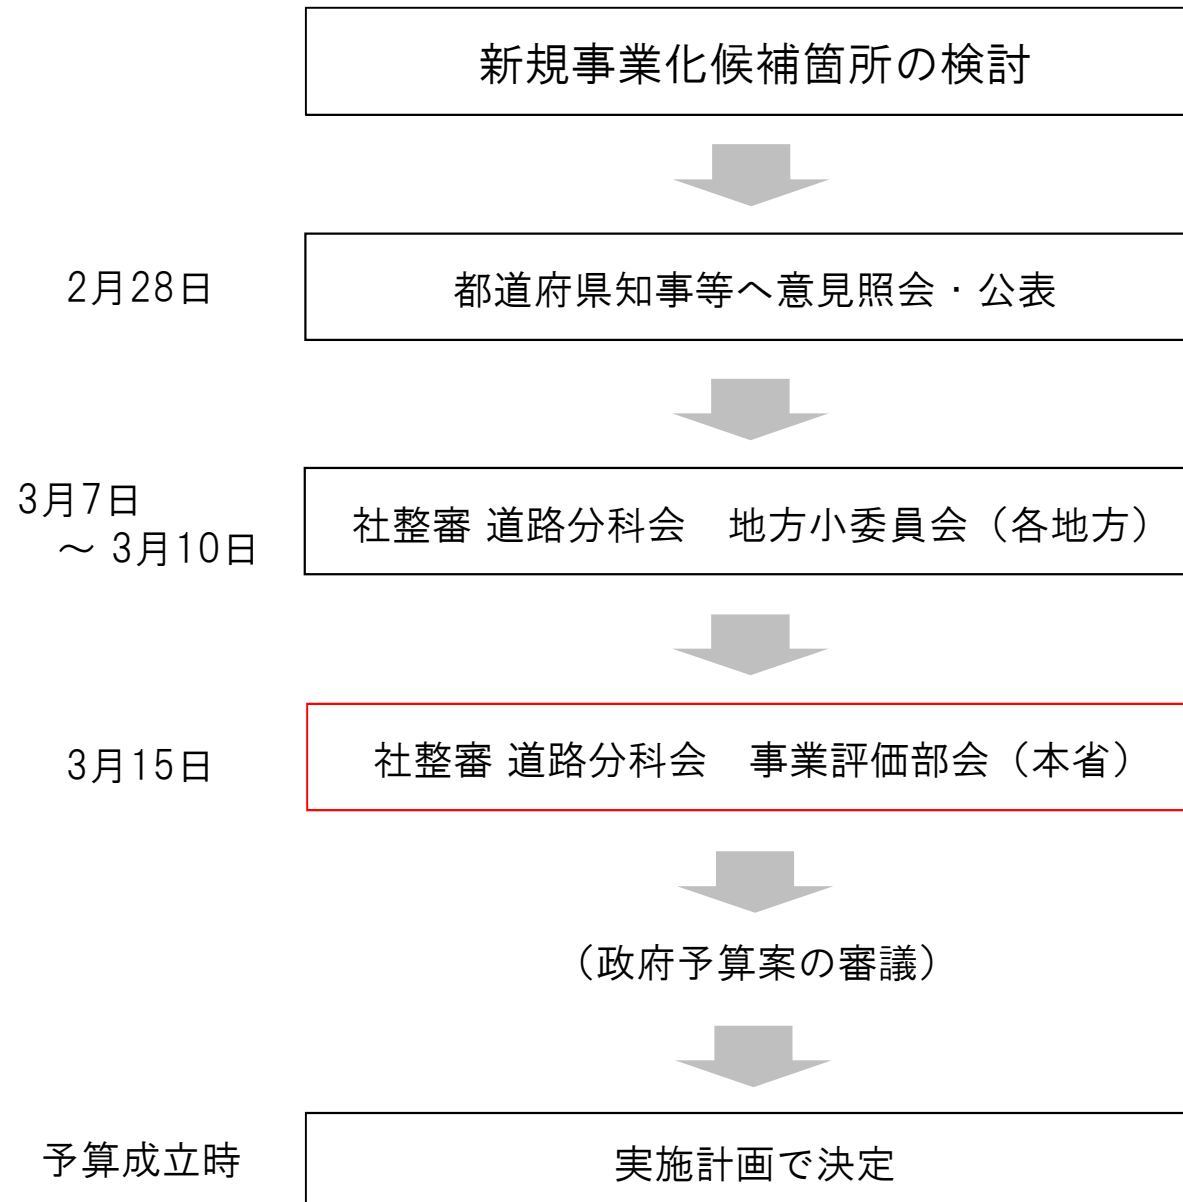 新規事業化候補箇所の検討
2月28日
都道府県知事等へ意見照会・公表
3月7日
～ 3月10日
社整審 道路分科会　地方小委員会（各地方）
3月15日
社整審 道路分科会　事業評価部会（本省）
（政府予算案の審議）
予算成立時
実施計画で決定